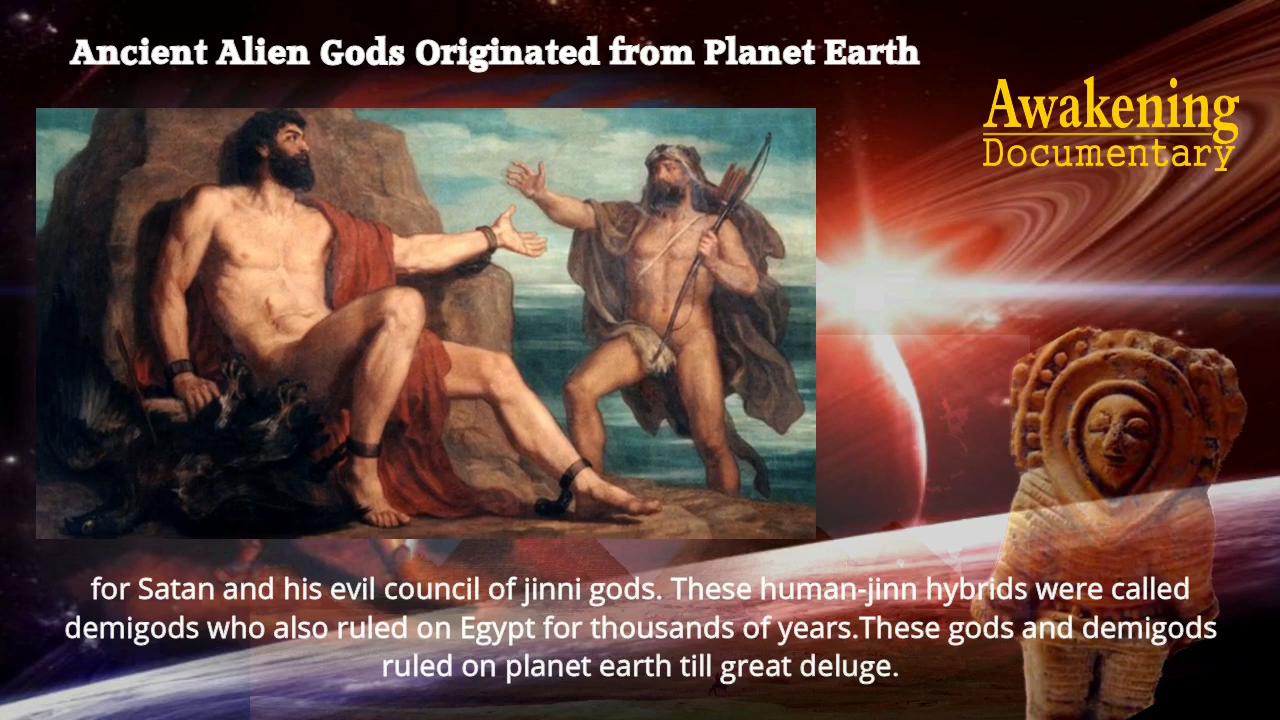 Ancient Alien Gods Originated from Planet Earth
Awakening
Documentary
for Satan and his evil council of jinni gods. These human-jinn hybrids were called
demigods who also ruled on Egypt for thousands of years.These gods and demigods
ruled on planet earth till great deluge.